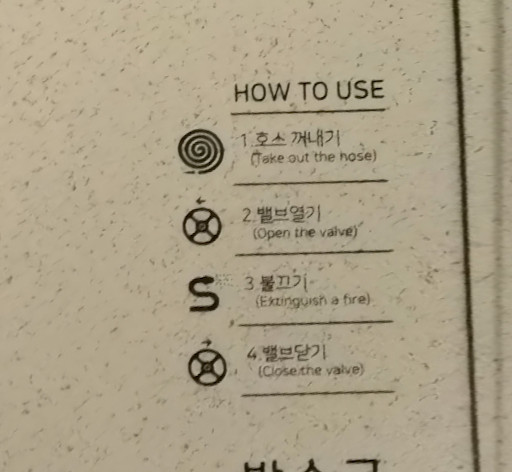 HOW TO USE
1.호스 꺼내기
(Take out the hose)
2.밸브열기
(Open the valve)
3.불끄기
(Extinguish a fire)
4.밸브닫기
(Close the valve)